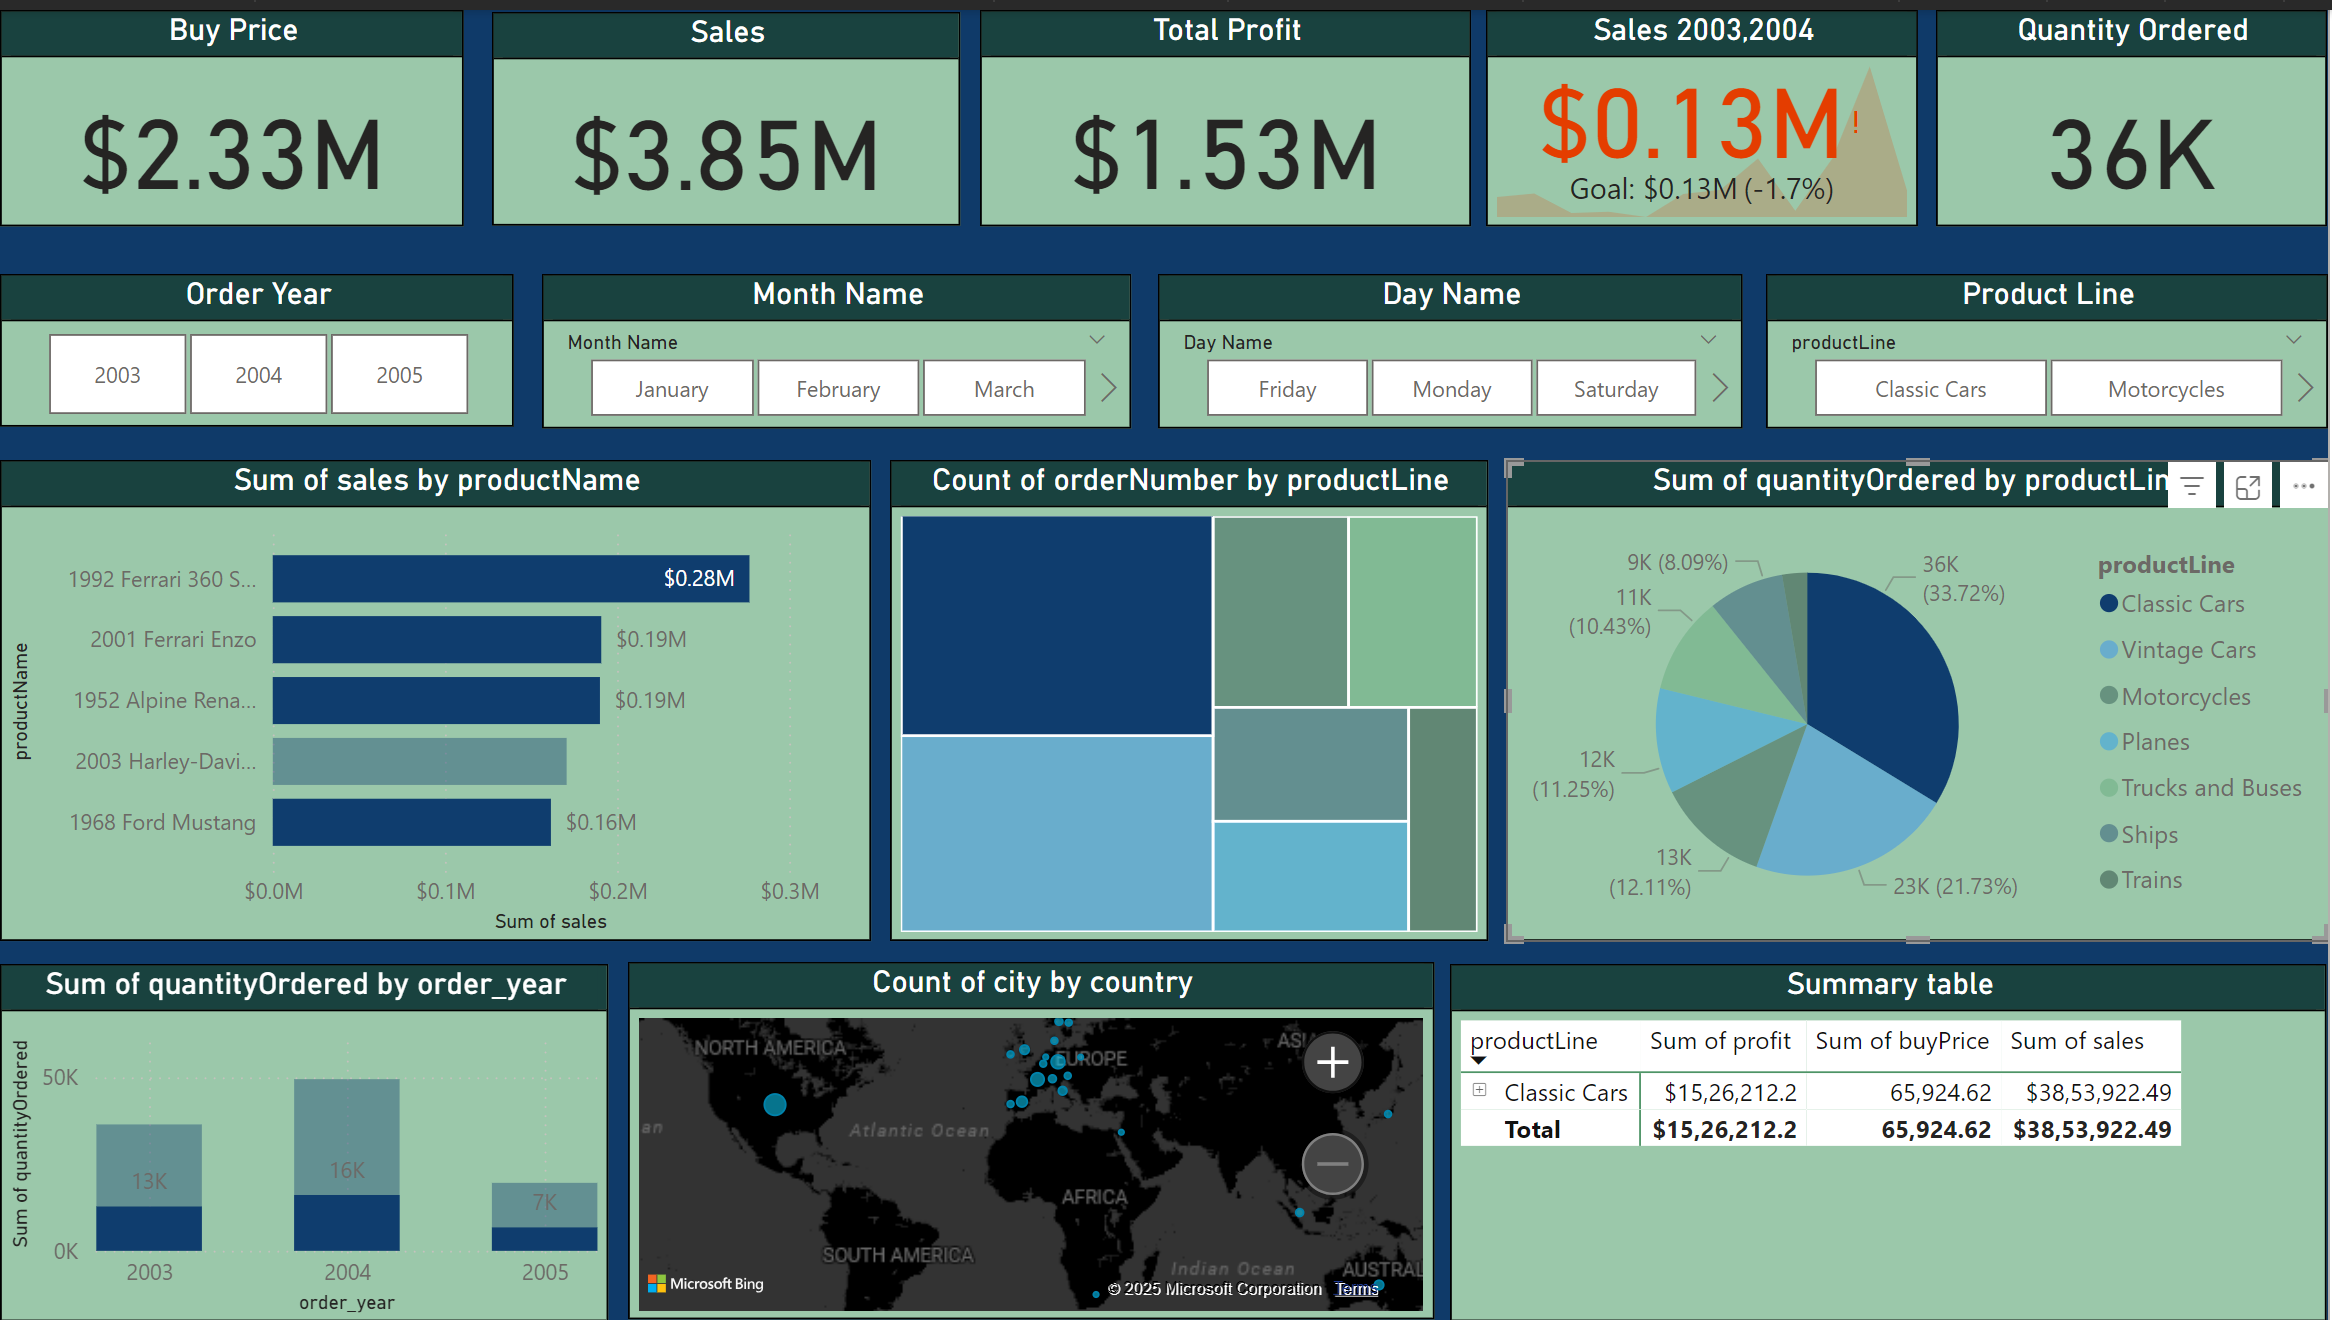 Buy Price
$2.33M
Sales
$3.85M
Total Profit
$1.53M
Sales 2003,2004
$0.13M!
Goal: $0.13M (-1.7%)
Quantity Ordered
36K
Order Year
2003 2004 2005
Month Name
Month Name
January February March
Day Name
Day Name
Friday Monday Saturday
Product Line
productLine
Classic Cars Motorcycles
Sum of sales by productName
productName
1992 Ferrari 360 S... $0.28M
2001 Ferrari Enzo $0.19M
1952 Alpine Rena... $0.19M
2003 Harley-Davi...
1968 Ford Mustang $0.16M
$0.0M $0.1M $0.2M $0.3M
Sum of sales
Count of orderNumber by productLine
Sum of quantityOrdered by productLin
9K (8.09%)
36K
(33.72%)
11K
(10.43%)
12K
(11.25%)
13K
(12.11%)
23K (21.73%)
productLine
Classic Cars
Vintage Cars
Motorcycles
Planes
Trucks and Buses
Ships
Trains
Sum of quantityOrdered by order_year
Sum of quantityOrdered
50K
0K
13K
16K
7K
2003 2004 2005
order_year
Count of city by country
NORTH AMERICA
EUROPE
ASI
an
Atlantic Ocean
AFRICA
SOUTH AMERICA
Indian Ocean
AUSTRAL
Microsoft Bing
© 2025 Microsoft Corporation Terms
Summary table
productLine Sum of profit Sum of buyPrice Sum of sales
Classic Cars $15,26,212.2 65,924.62 $38,53,922.49
Total $15,26,212.2 65,924.62 $38,53,922.49